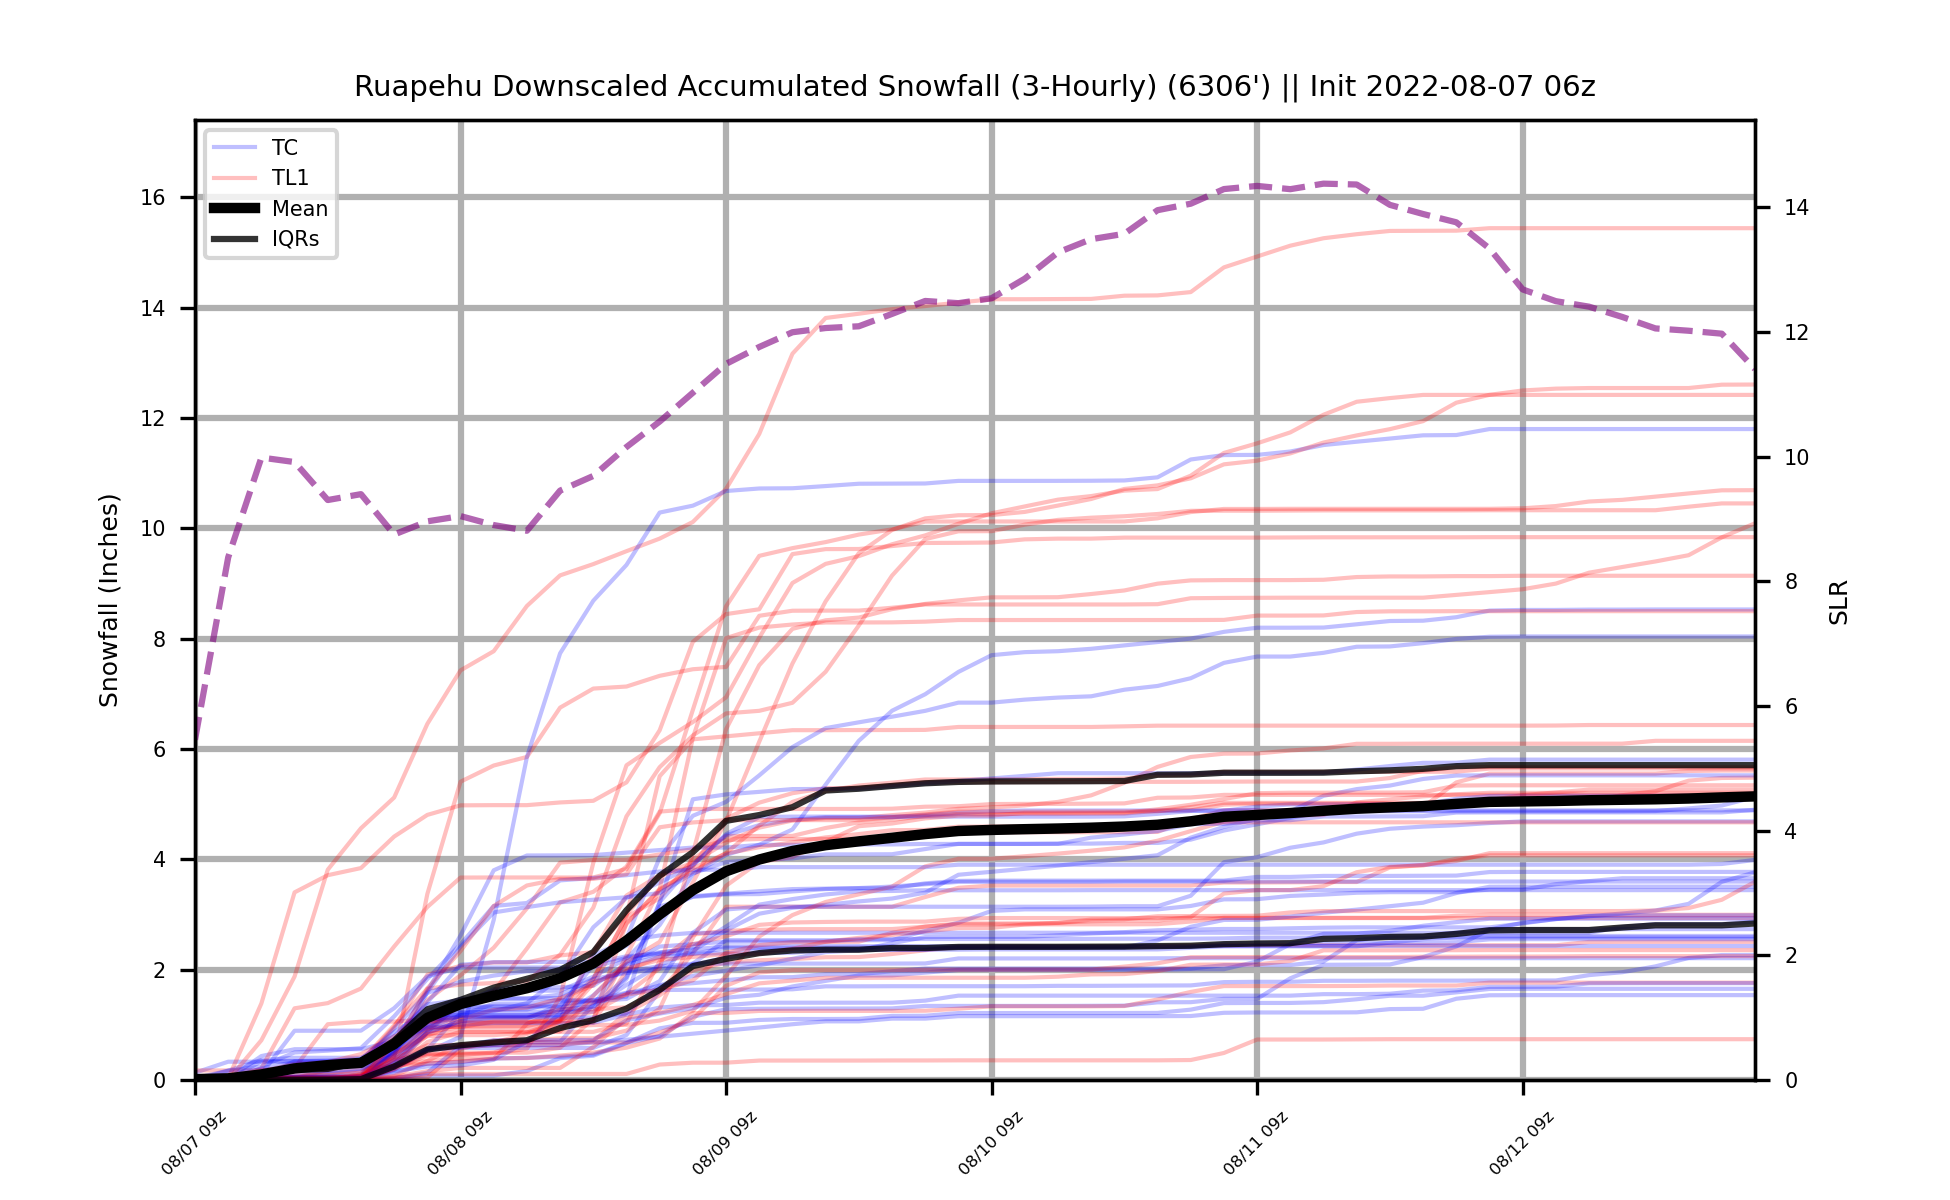 Ruapehu Downscaled Accumulated Snowfall (3-Hourly) (6306') || Init 2022-08-07 06z
TC
TL1
Mean
IQRs
16
14
12
10
8
6
4
2
0
Snowfall (Inches)
14
12
10
8
6
4
2
0
SLR
08/07 09z
08/08 09z
08/09 09z
08/10 09z
08/11 09z
08/12 09z